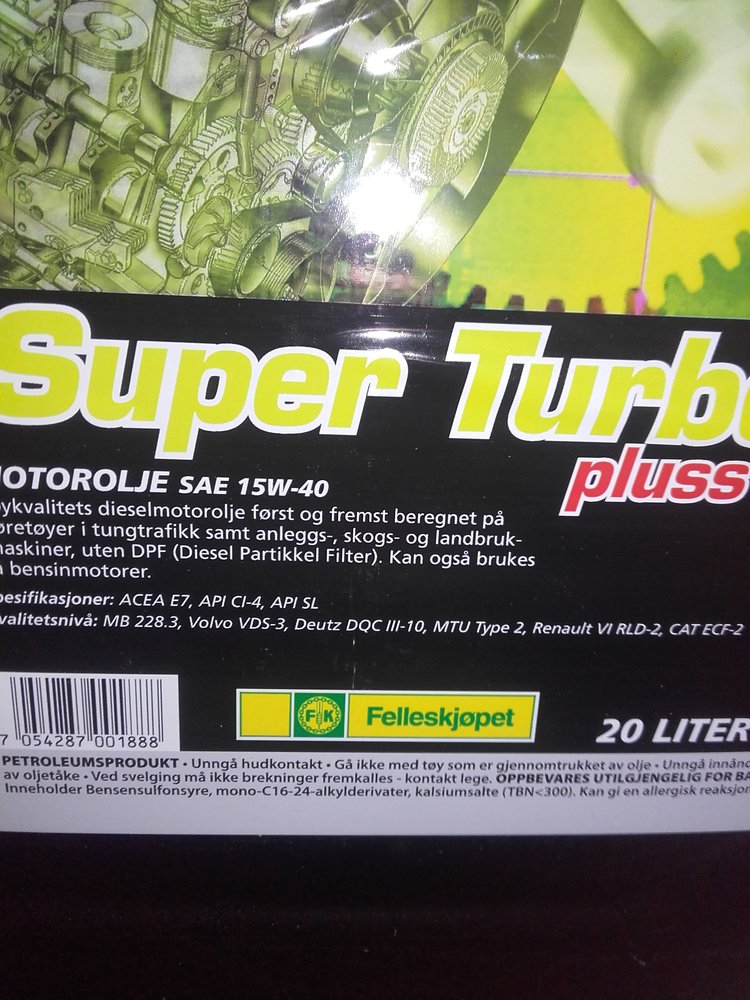 Super Turbo
pluss
MOTOROLJE SAE 15W-40
ykvalitets dieselmotorolje først og fremst beregnet på
øretøyer i tungtrafikk samt anleggs-, skogs- og landbruk-
maskiner, uten DPF (Diesel Partikkel Filter). Kan også brukes
bensinmotorer.
pesifikasjoner: ACEA E7, API CI-4, API SL
valitetsnivå: MB 228.3, Volvo VDS-3, Deutz DQC III-10, MTU Type 2, Renault VI RLD-2, CAT ECF-2
FK
Felleskjøpet
20 LITER
7 054287 001888
PETROLEUMSPRODUKT • Unngå hudkontakt • Gå ikke med tøy som er gjennomtrukket av olje • Unngå innånd
av oljetåke • Ved svelging må ikke brekninger fremkalles - kontakt lege. OPPBEVARES UTILGJENGELIG FOR BA
Inneholder Bensensulfonsyre, mono-C16-24-alkylderivater, kalsiumsalte (TBN<300). Kan gi en allergisk reaksjon